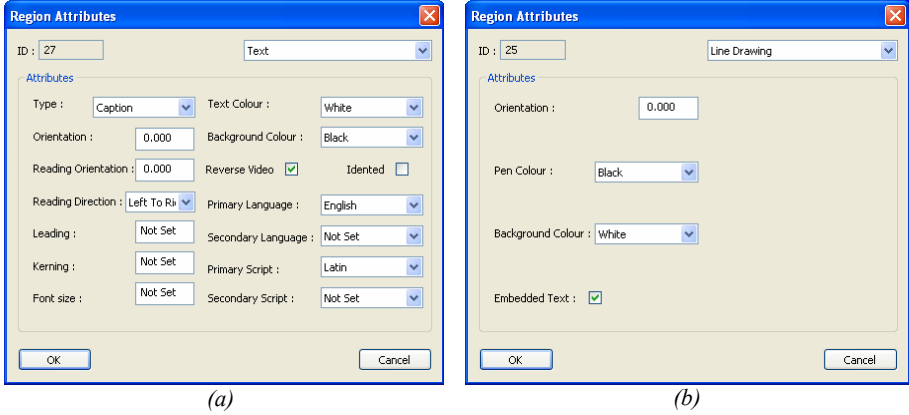 Region Attributes
ID : 27 Text
Attributes
Type : Caption Text Colour : White
Orientation : 0.000 Background Colour : Black
Reading Orientation : 0.000 Reverse Video Idented
Reading Direction : Left To Ri Primary Language : English
Leading : Not Set Secondary Language : Not Set
Kerning : Not Set Primary Script : Latin
Font size : Not Set Secondary Script : Not Set
OK Cancel
(a)
Region Attributes
ID : 25 Line Drawing
Attributes
Orientation : 0.000
Pen Colour : Black
Background Colour : White
Embedded Text :
OK Cancel
(b)